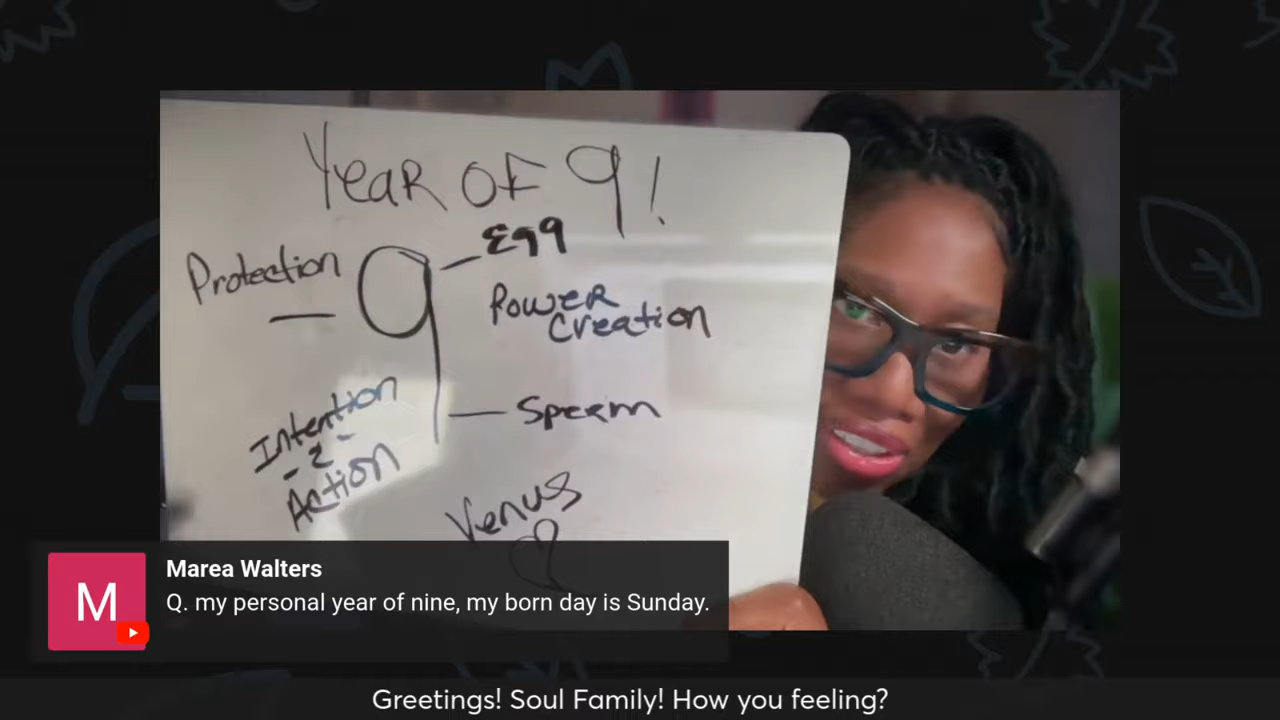 YEAR OF 9!
Protection
9
Egg
Power
Creation
Intention
-2-
Action
Sperm
Venus
M
Marea Walters
Q. my personal year of nine, my born day is Sunday.
Greetings! Soul Family! How you feeling?